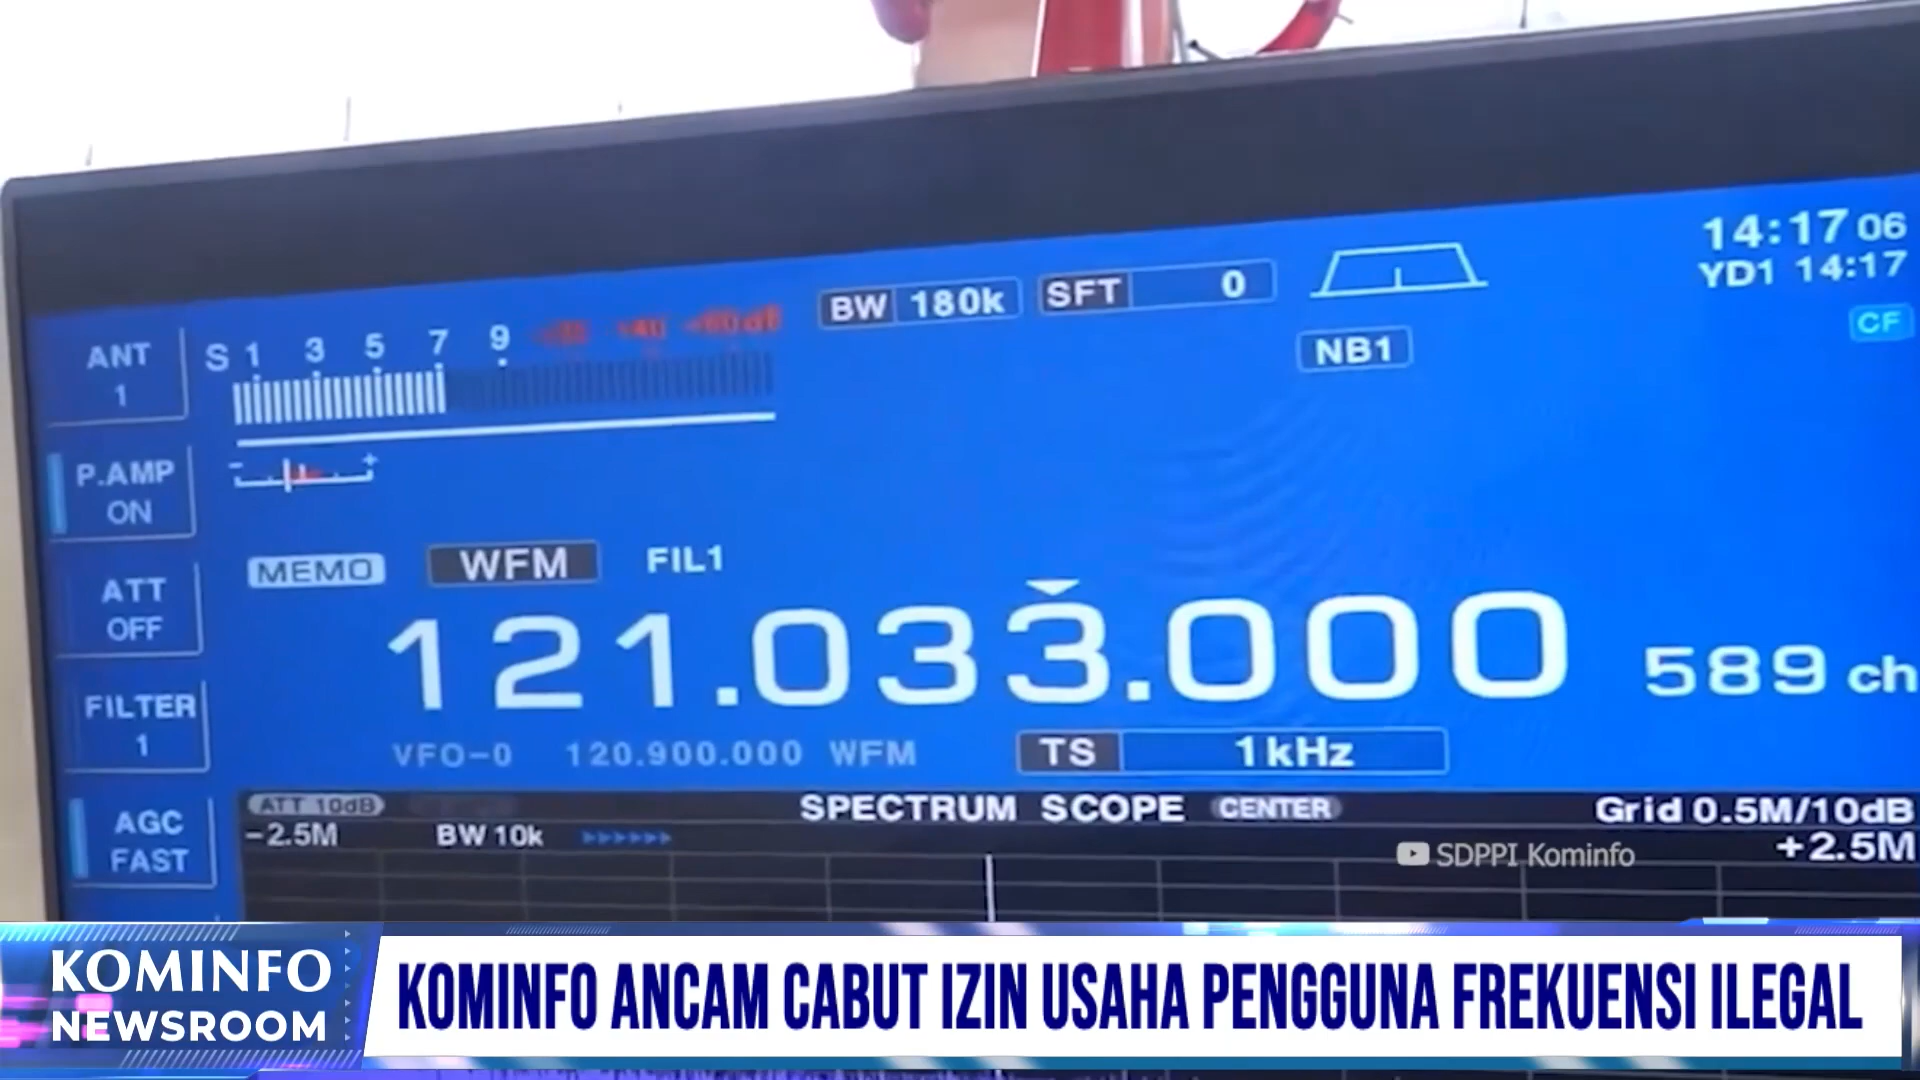 14:17 06
YD1 14:17
CF
BW 180k SFT 0
NB1
ANT
1
S 1 3 5 7 9
- +
P.AMP
ON
MEMO WFM FIL1
ATT
OFF
121.033.000 589 ch
FILTER
1
VFO-0 120.900.000 WFM TS 1kHz
AGC
FAST
ATT 10dB SPECTRUM SCOPE CENTER Grid 0.5M/10dB
-2.5M BW 10k +2.5M
SDPPI Kominfo
KOMINFO
NEWSROOM
KOMINFO ANCAM CABUT IZIN USAHA PENGGUNA FREKUENSI ILEGAL